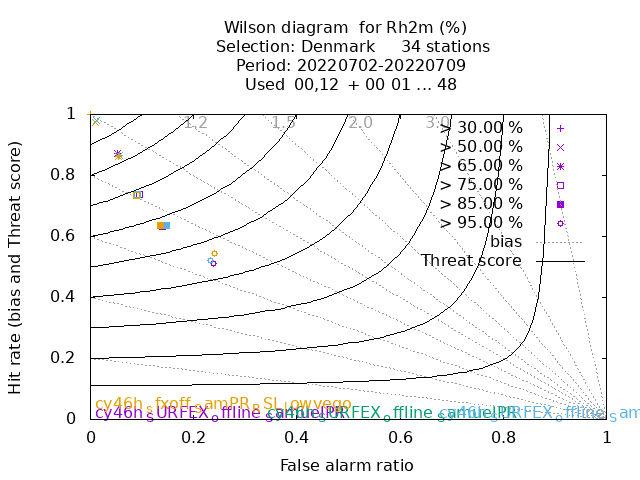 Wilson diagram for Rh2m (%)
Selection: Denmark 34 stations
Period: 20220702-20220709
Used 00,12 + 00 01 ... 48
Hit rate (bias and Threat score)
1
0.8
0.6
0.4
0.2
0
1.2
1.5
2.0
3.0
> 30.00 %
> 50.00 %
> 65.00 %
> 75.00 %
> 85.00 %
> 95.00 %
bias
Threat score
0
0.2
0.4
0.6
0.8
1
False alarm ratio